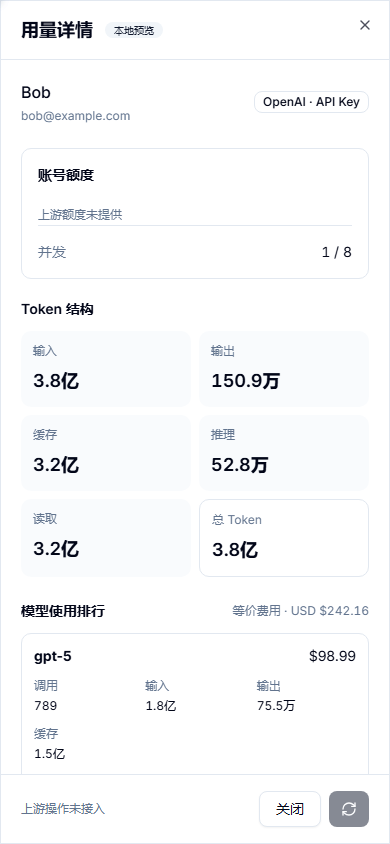 用量详情 本地预览
Bob
bob@example.com
OpenAI · API Key
账号额度
上游额度未提供
并发 1 / 8
Token 结构
输入 输出
3.8亿 150.9万
缓存 推理
3.2亿 52.8万
读取 总 Token
3.2亿 3.8亿
模型使用排行 等价费用 · USD $242.16
gpt-5 $98.99
调用 输入 输出
789 1.8亿 75.5万
缓存
1.5亿
上游操作未接入 关闭